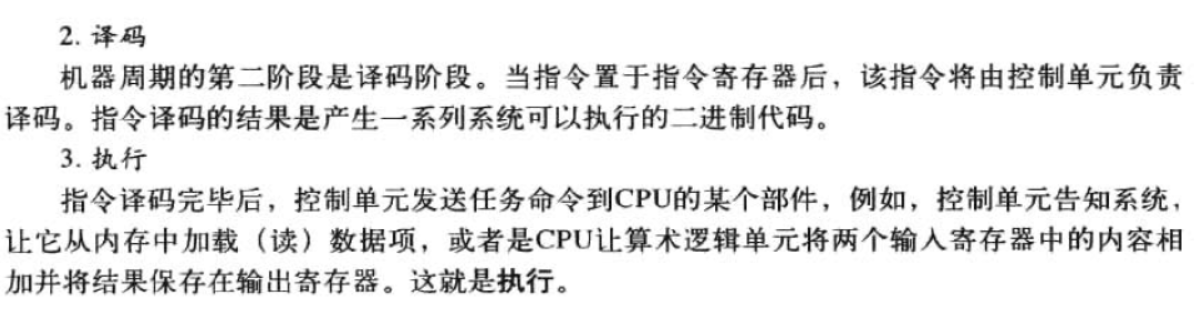 2. 译码
机器周期的第二阶段是译码阶段。当指令置于指令寄存器后，该指令将由控制单元负责
译码。指令译码的结果是产生一系列系统可以执行的二进制代码。
3. 执行
指令译码完毕后，控制单元发送任务命令到CPU的某个部件，例如，控制单元告知系统，
让它从内存中加载（读）数据项，或者是CPU让算术逻辑单元将两个输入寄存器中的内容相
加并将结果保存在输出寄存器。这就是执行。